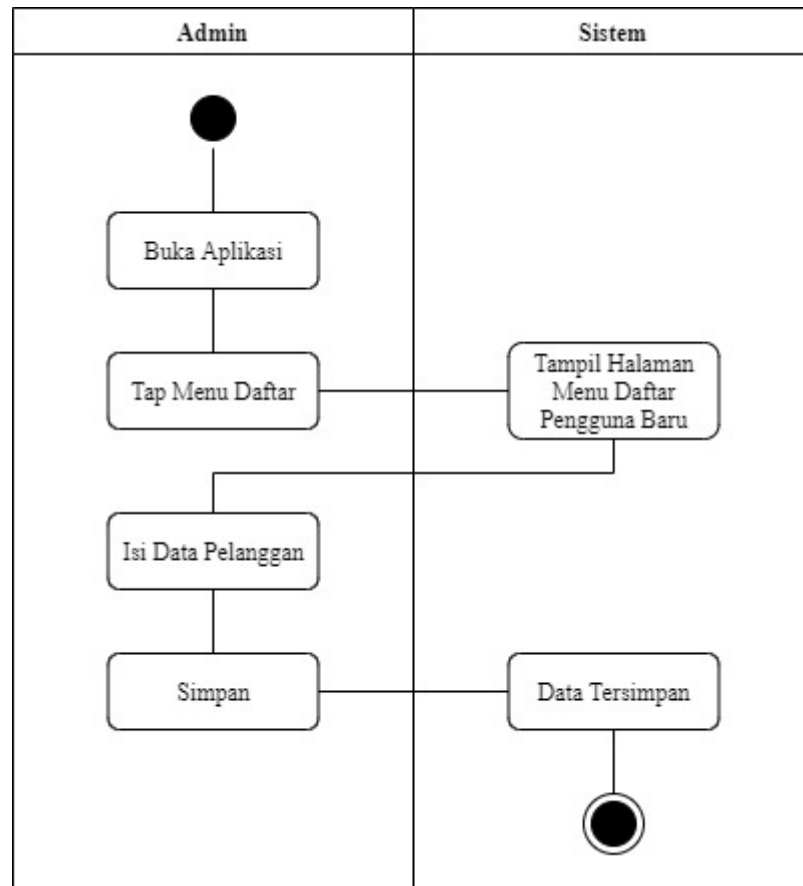 Admin
Sistem
Buka Aplikasi
Tap Menu Daftar
Tampil Halaman
Menu Daftar
Pengguna Baru
Isi Data Pelanggan
Simpan
Data Tersimpan